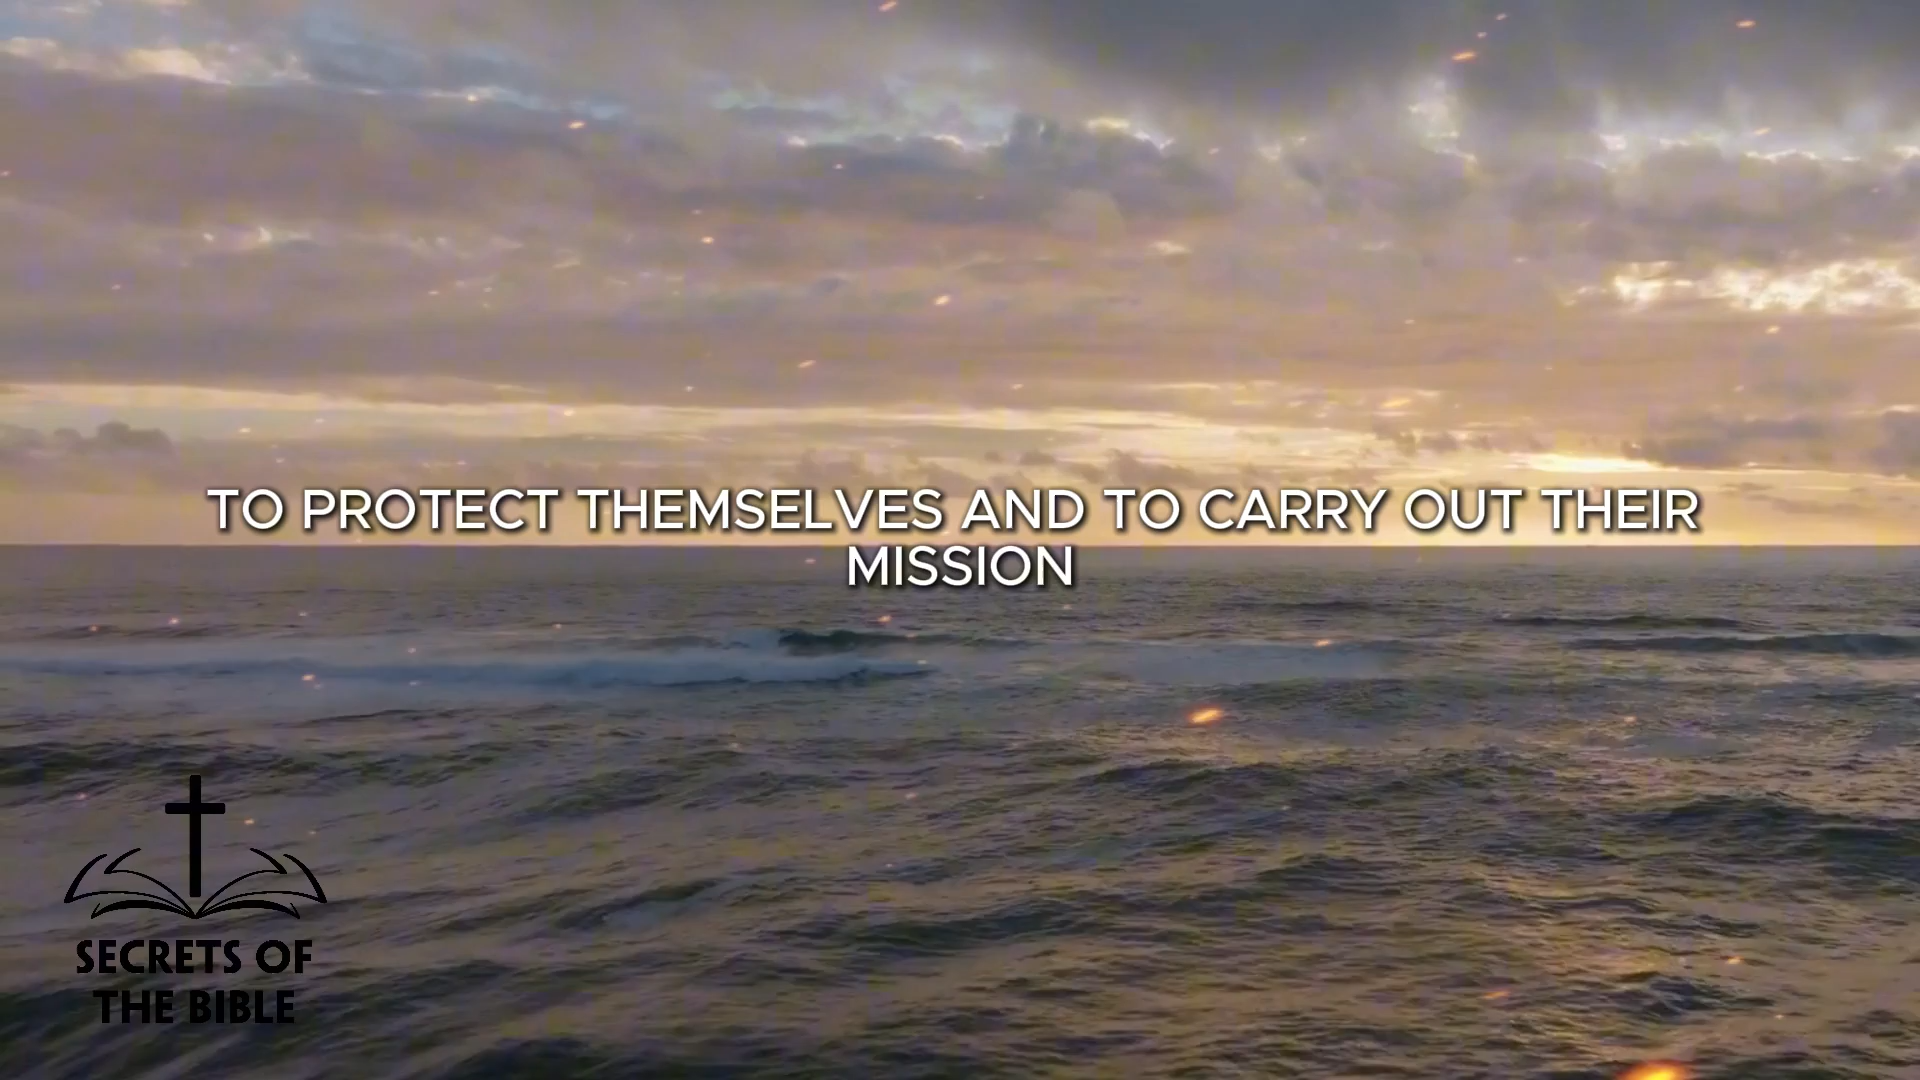 TO PROTECT THEMSELVES AND TO CARRY OUT THEIR
MISSION
SECRETS OF
THE BIBLE